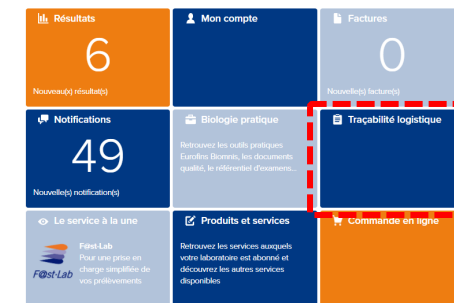 Résultats
6
Nouveau(x) résultat(s)
Mon compte
Factures
0
Nouvelle(s) facture(s)
Notifications
49
Nouvelle(s) notification(s)
Biologie pratique
Retrouvez les outils pratiques
Eurofins Biomnis, les documents
qualité, le référentiel d'examens...
Traçabilité logistique
Le service à la une
F@st-Lab
F@st-Lab
Pour une prise en
charge simplifiée de
vos prélèvements
Produits et services
Retrouvez les services auxquels
votre laboratoire est abonné et
découvrez les autres services
disponibles
Commande en ligne